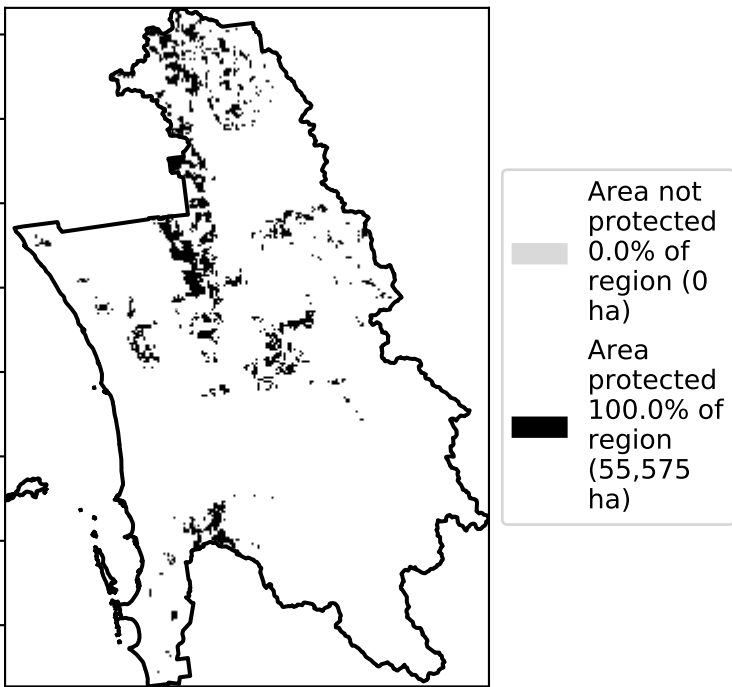 Area not
protected
0.0% of
region (0
ha)
Area
protected
100.0% of
region
(55,575
ha)